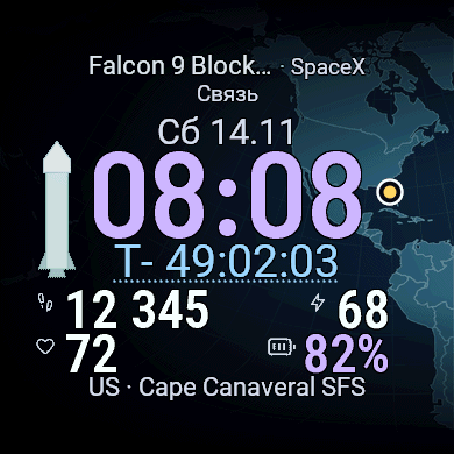 Falcon 9 Block... · SpaceX
Связь
Сб 14.11
08:08
T- 49:02:03
12 345 68
72 82%
US · Cape Canaveral SFS